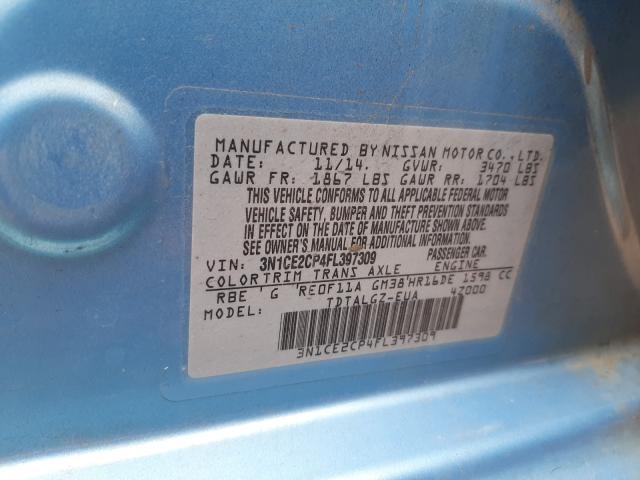 MANUFACTURED BY NISSAN MOTOR CO., LTD.
DATE: 11/14. GVWR: 3470 LBS
GAWR FR: 1867 LBS GAWR RR: 1704 LBS
THIS VEHICLE CONFORMS TO ALL APPLICABLE FEDERAL MOTOR
VEHICLE SAFETY, BUMPER AND THEFT PREVENTION STANDARDS
IN EFFECT ON THE DATE OF MANUFACTURE SHOWN ABOVE.
SEE OWNER'S MANUAL FOR ADDITIONAL INFORMATION.
VIN: 3N1CE2CP4FL397309 PASSENGER CAR.
COLOR TRIM TRANS AXLE ENGINE
RBE 'G 'RE0F11A GM38'HR16DE 1598 CC
MODEL: TDTALGZ-EUA 42000
3N1CE2CP4FL397309